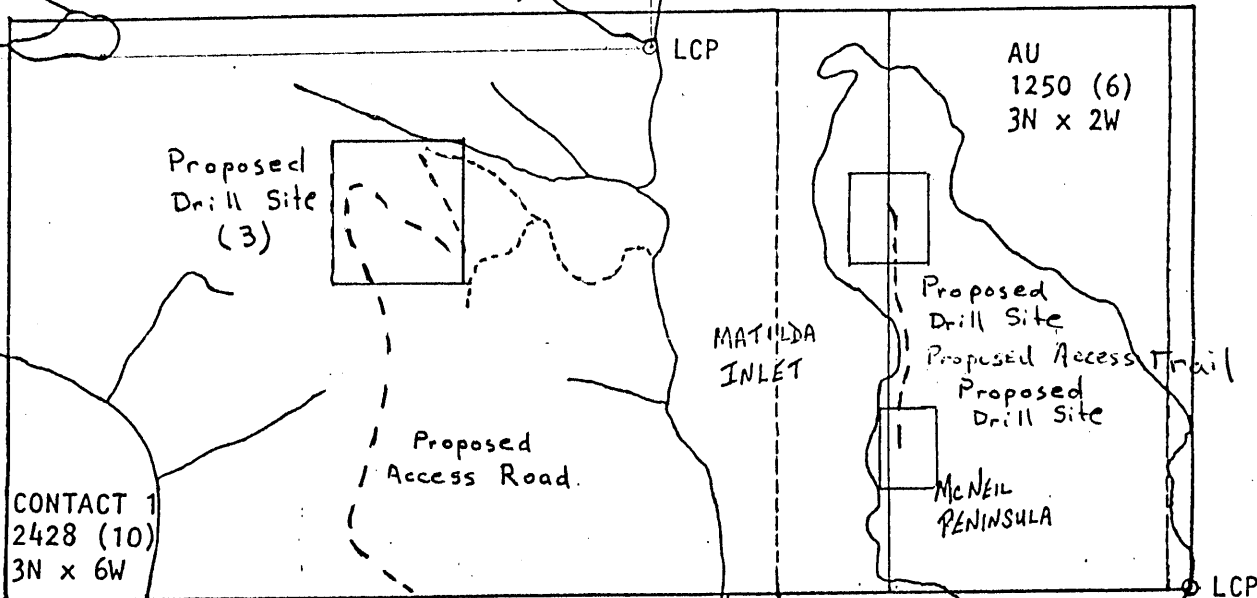 LCP
AU
1250 (6)
3N x 2W
Proposed
Drill Site
(3)
MATILDA
INLET
Proposed
Drill Site
Proposed Access Trail
Proposed
Drill Site
Proposed
Access Road.
McNEIL
PENINSULA
CONTACT 1
2428 (10)
3N x 6W
LCP